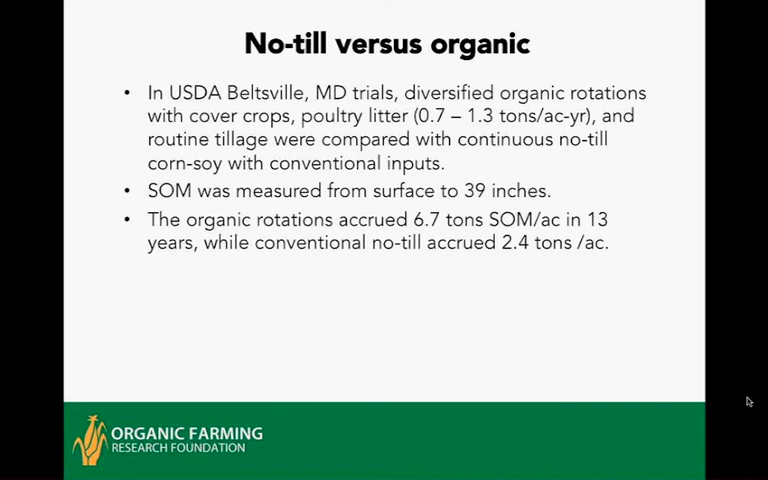 No-till versus organic
• In USDA Beltsville, MD trials, diversified organic rotations
with cover crops, poultry litter (0.7 – 1.3 tons/ac-yr), and
routine tillage were compared with continuous no-till
corn-soy with conventional inputs.
• SOM was measured from surface to 39 inches.
• The organic rotations accrued 6.7 tons SOM/ac in 13
years, while conventional no-till accrued 2.4 tons /ac.
ORGANIC FARMING
RESEARCH FOUNDATION